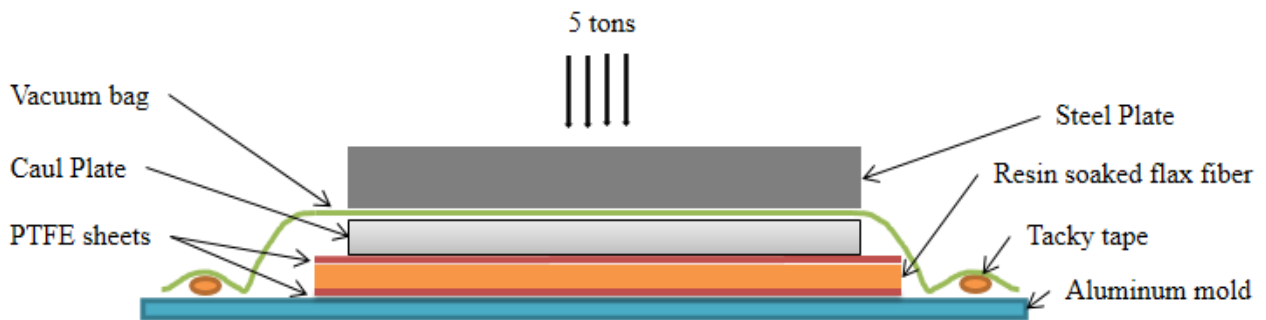 5 tons
Vacuum bag
Steel Plate
Caul Plate
Resin soaked flax fiber
PTFE sheets
Tacky tape
Aluminum mold